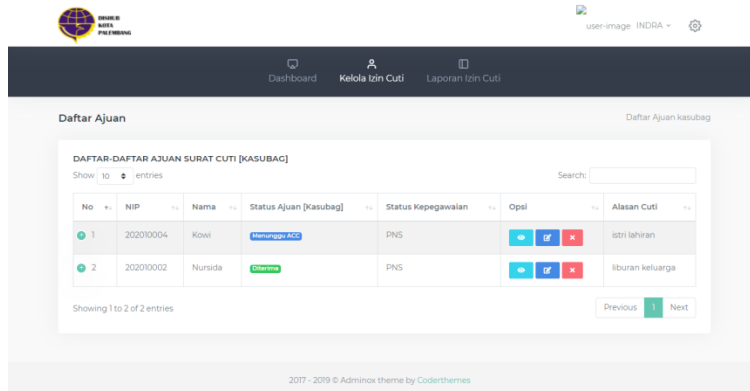 DISHUB
KOTA
PALEMBANG
user-image INDRA
Dashboard Kelola Izin Cuti Laporan Izin Cuti
Daftar Ajuan Daftar Ajuan kasubag
DAFTAR-DAFTAR AJUAN SURAT CUTI [KASUBAG]
Show 10 entries Search:
No NIP Nama Status Ajuan [Kasubag] Status Kepegawaian Opsi Alasan Cuti
1 202010004 Kowi Menunggu ACC PNS istri lahiran
2 202010002 Nursida Diterima PNS liburan keluarga
Showing 1 to 2 of 2 entries Previous 1 Next
2017 - 2019 © Adminox theme by Coderthemes